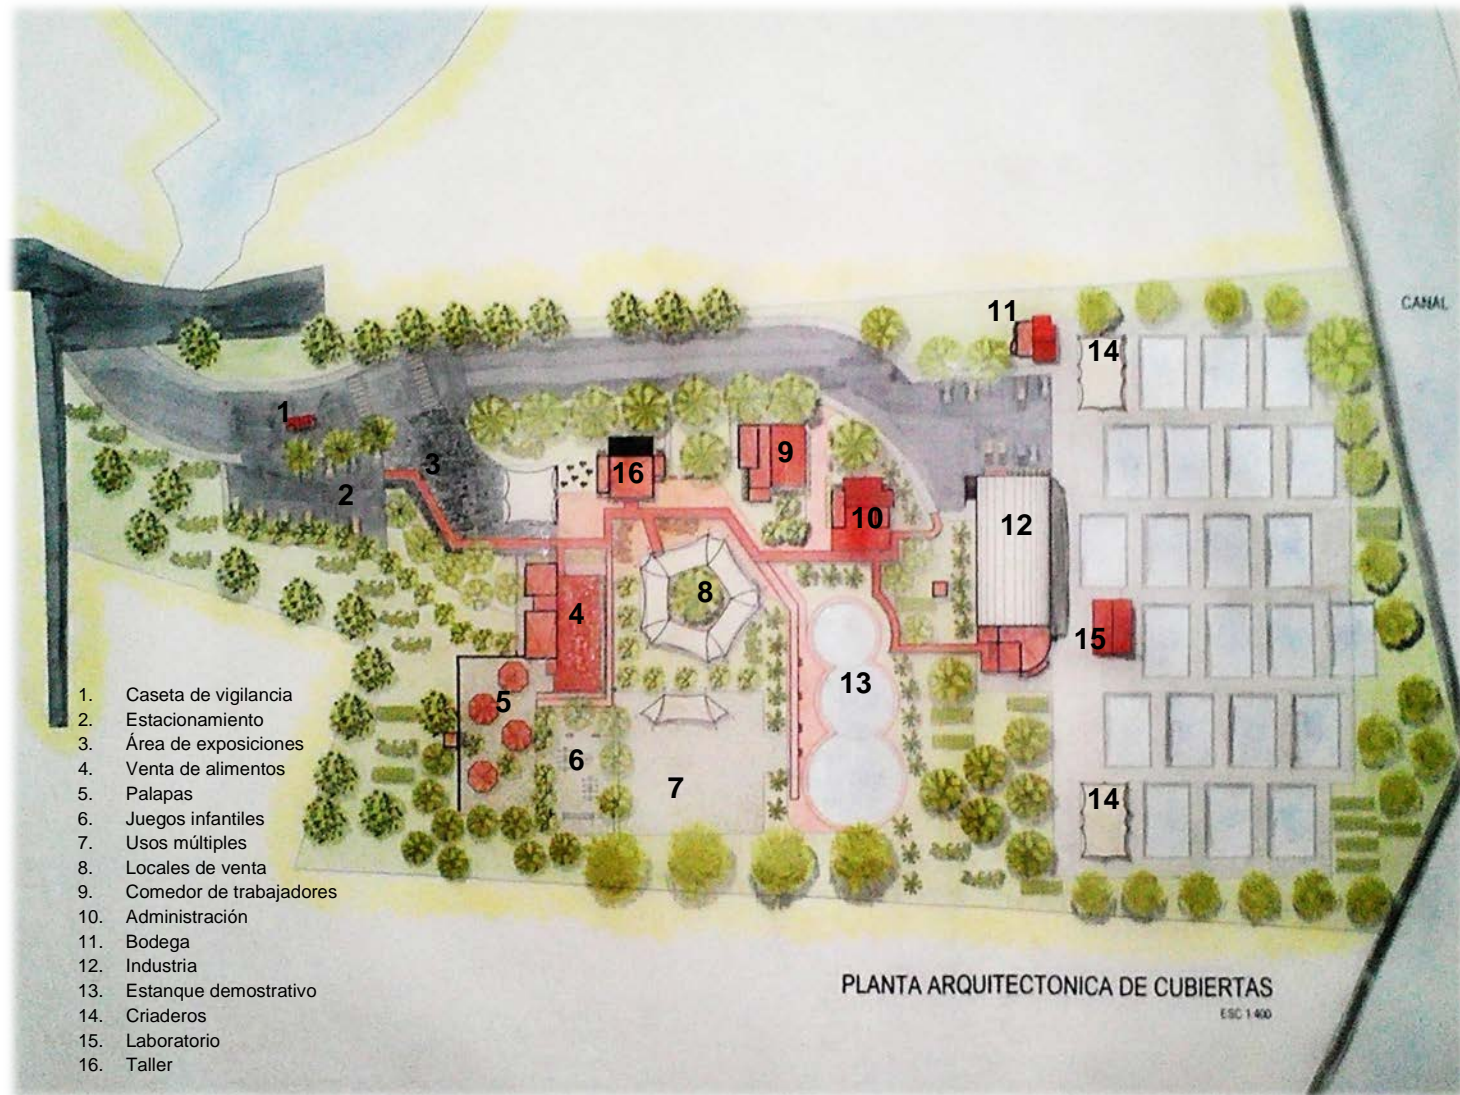 11
CANAL
14
1
9
3
16
2
10
12
8
4
15
13
5
6
7
14
1. Caseta de vigilancia
2. Estacionamiento
3. Área de exposiciones
4. Venta de alimentos
5. Palapas
6. Juegos infantiles
7. Usos múltiples
8. Locales de venta
9. Comedor de trabajadores
10. Administración
11. Bodega
12. Industria
13. Estanque demostrativo
14. Criaderos
15. Laboratorio
16. Taller
PLANTA ARQUITECTONICA DE CUBIERTAS
ESC 1:400